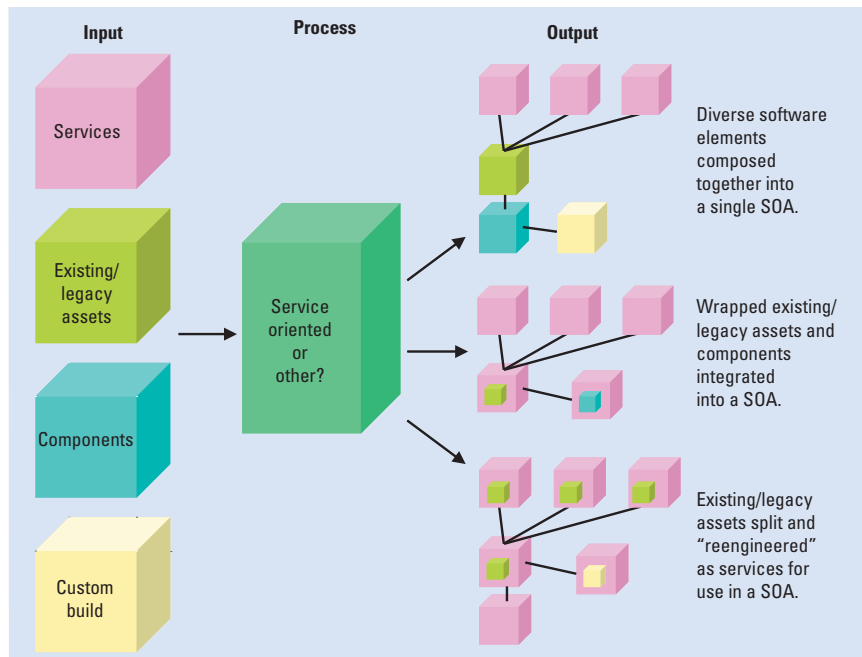 Input
Process
Output
Services
Existing/
legacy
assets
Components
Custom
build
Service
oriented
or
other?
Diverse software
elements
composed
together into
a single SOA.
Wrapped existing/
legacy assets and
components
integrated
into a SOA.
Existing/legacy
assets split and
“reengineered”
as services for
use in a SOA.